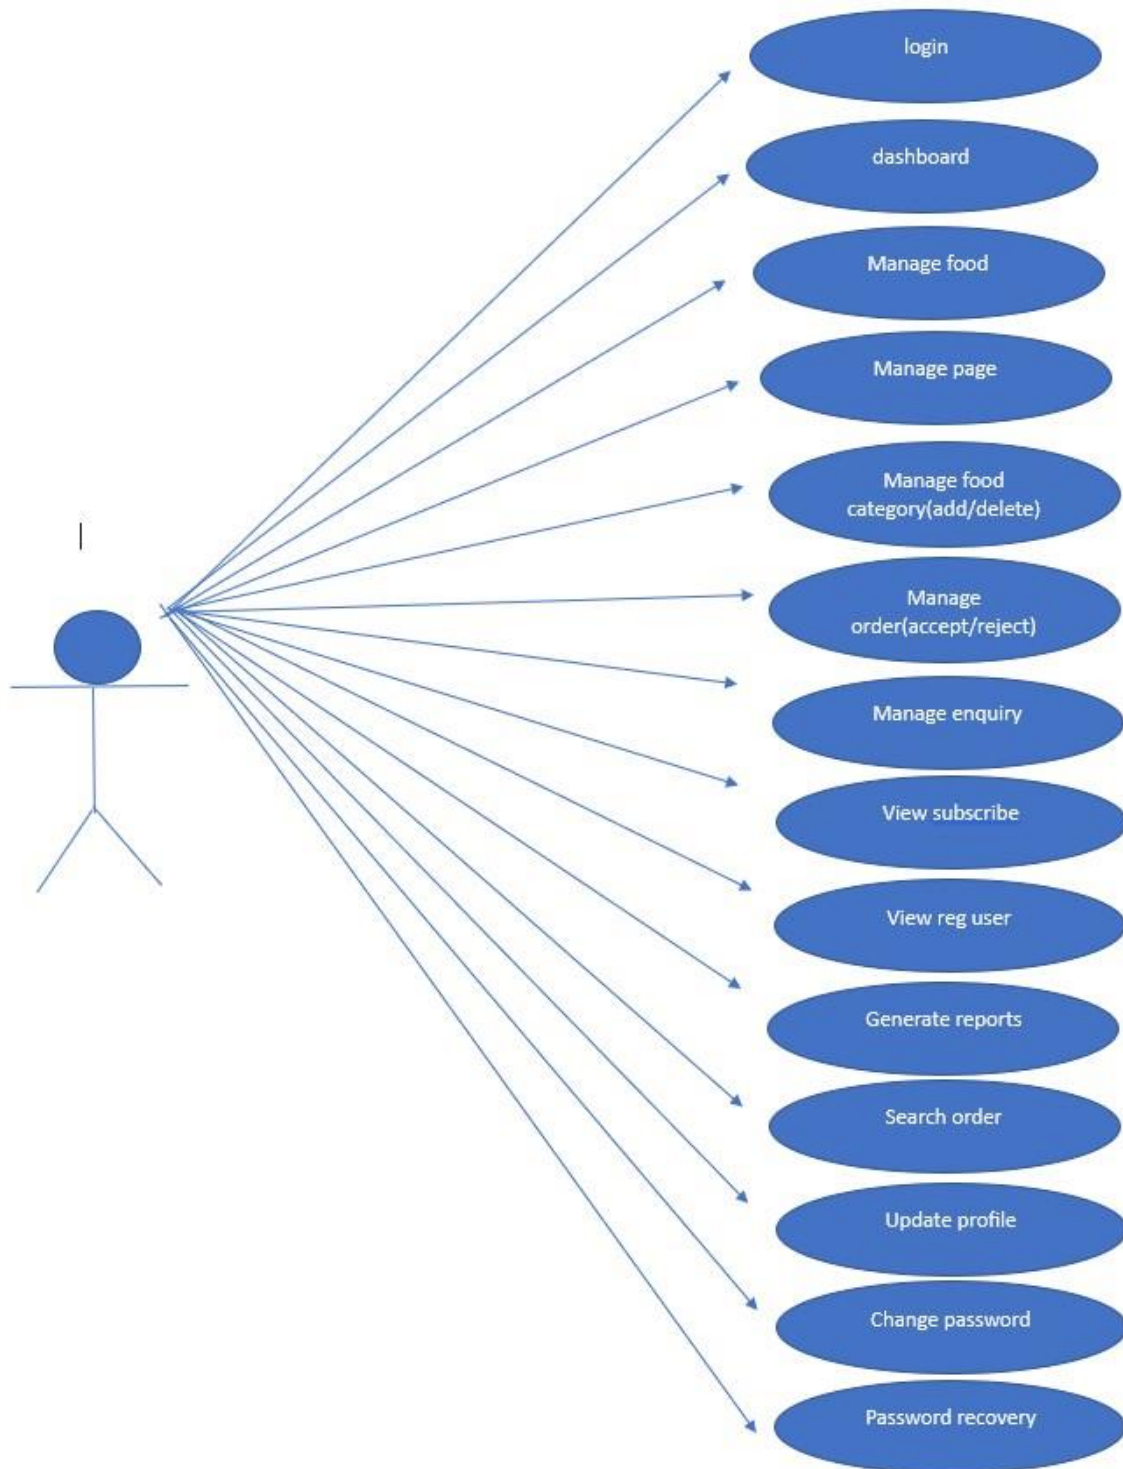 login
dashboard
Manage food
Manage page
Manage food
category(add/delete)
Manage
order(accept/reject)
Manage enquiry
View subscribe
View reg user
Generate reports
Search order
Update profile
Change password
Password recovery